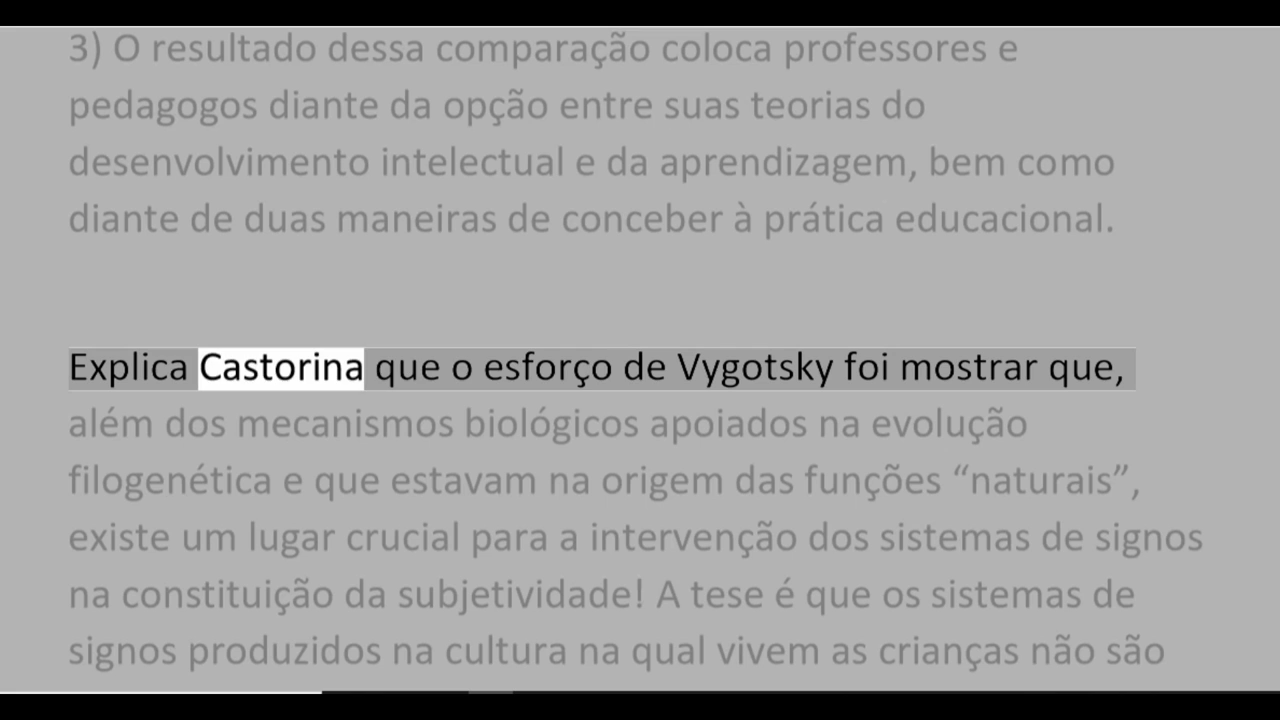 3) O resultado dessa comparação coloca professores e
pedagogos diante da opção entre suas teorias do
desenvolvimento intelectual e da aprendizagem, bem como
diante de duas maneiras de conceber à prática educacional.
Explica Castorina que o esforço de Vygotsky foi mostrar que,
além dos mecanismos biológicos apoiados na evolução
filogenética e que estavam na origem das funções “naturais”,
existe um lugar crucial para a intervenção dos sistemas de signos
na constituição da subjetividade! A tese é que os sistemas de
signos produzidos na cultura na qual vivem as crianças não são